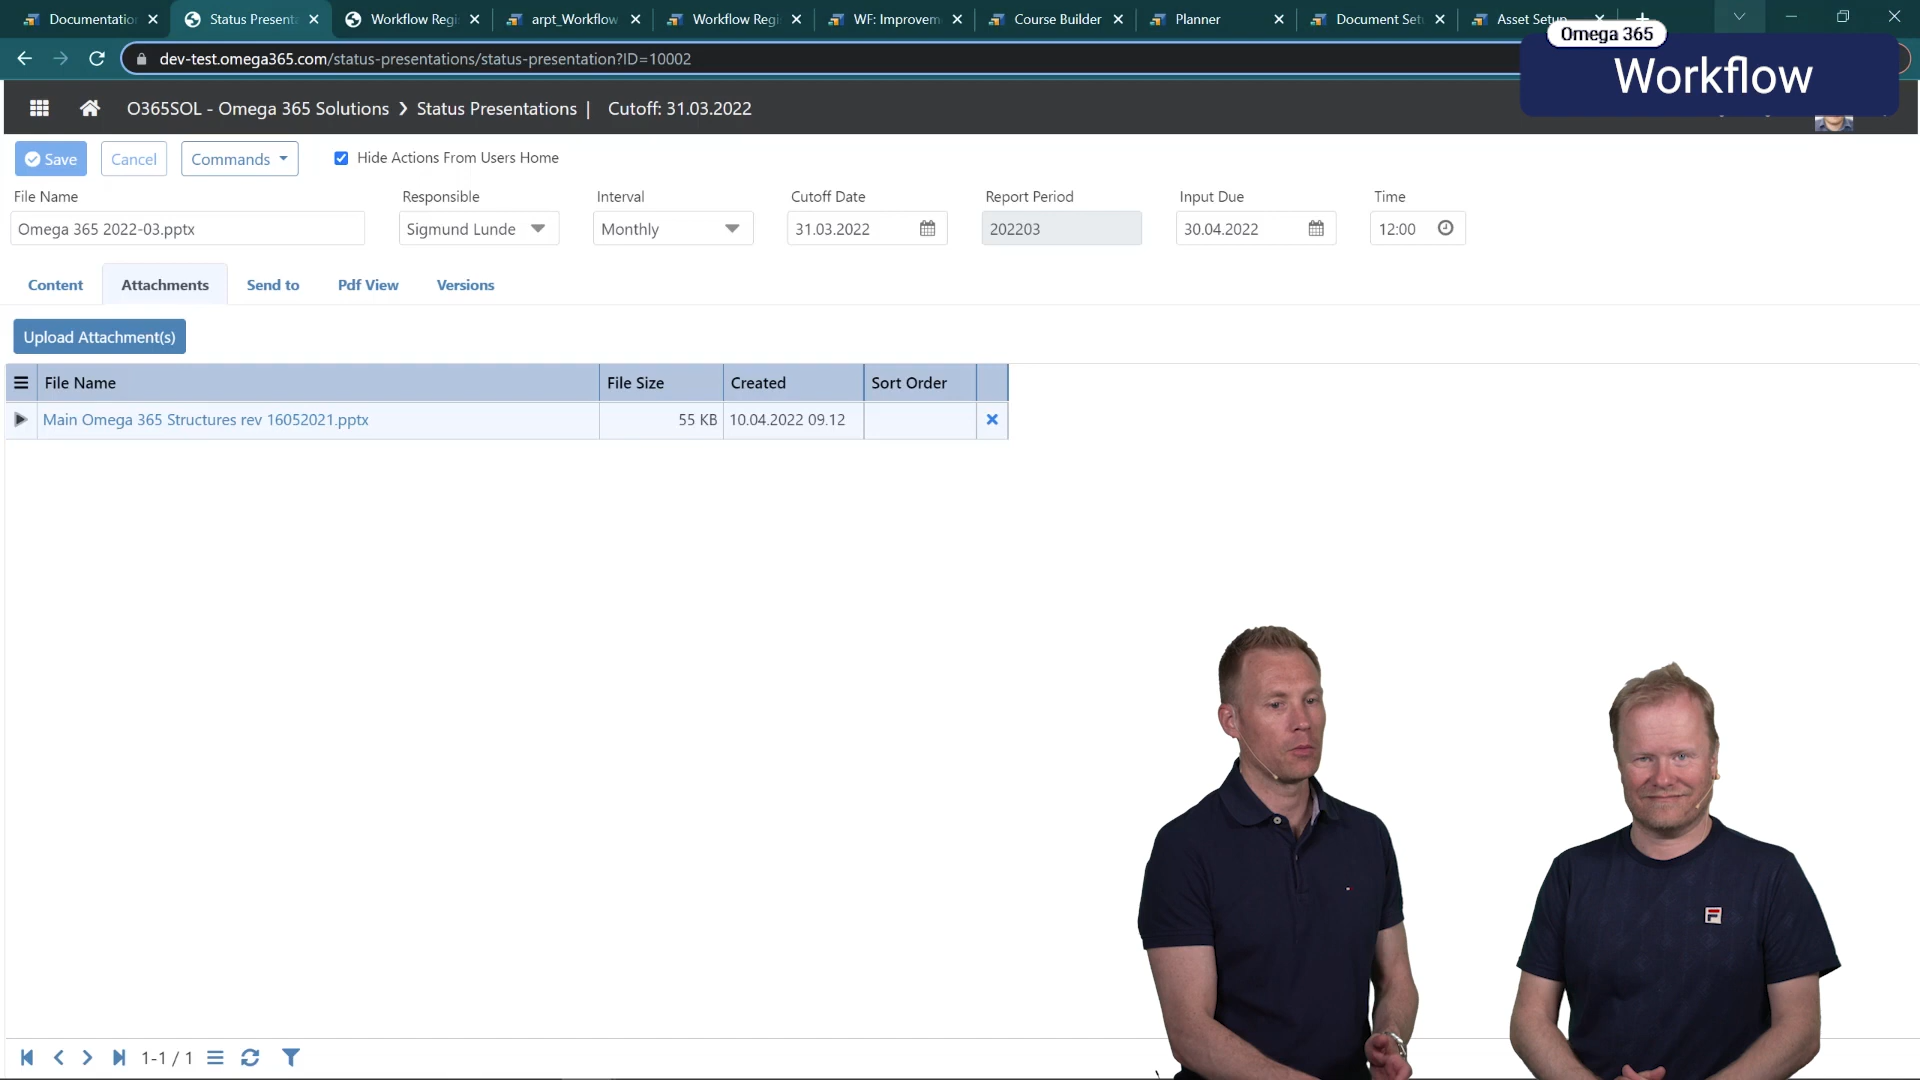 Documentation
Status Presenta
Workflow Regi
arpt_Workflow
Workflow Regi
WF: Improvem
Course Builder
Planner
Document Set
Asset Setup
dev-test.omega365.com/status-presentations/status-presentation?ID=10002
Omega 365
Workflow
O365SOL - Omega 365 Solutions > Status Presentations | Cutoff: 31.03.2022
Save
Cancel
Commands
Hide Actions From Users Home
File Name
Responsible
Interval
Cutoff Date
Report Period
Input Due
Time
Omega 365 2022-03.pptx
Sigmund Lunde
Monthly
31.03.2022
202203
30.04.2022
12:00
Content
Attachments
Send to
Pdf View
Versions
Upload Attachment(s)
File Name
File Size
Created
Sort Order
Main Omega 365 Structures rev 16052021.pptx
55 KB
10.04.2022 09.12
F
1-1 / 1